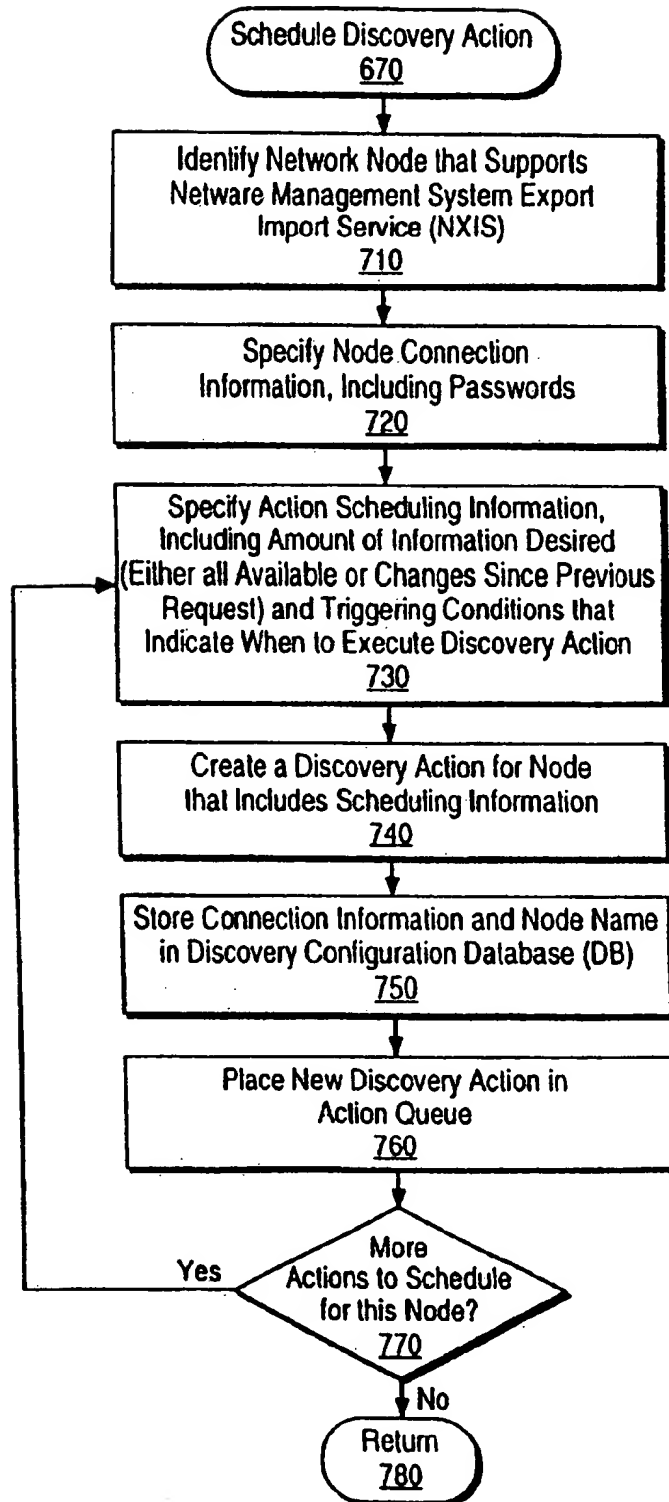 Schedule Discovery Action
670
Identify Network Node that Supports
Netware Management System Export
Import Service (NXIS)
710
Specify Node Connection
Information, Including Passwords
720
Specify Action Scheduling Information,
Including Amount of Information Desired
(Either all Available or Changes Since Previous
Request) and Triggering Conditions that
Indicate When to Execute Discovery Action
730
Create a Discovery Action for Node
that Includes Scheduling Information
740
Store Connection Information and Node Name
in Discovery Configuration Database (DB)
750
Place New Discovery Action in
Action Queue
760
More
Actions to Schedule
for this Node?
770
Yes
No
Return
780